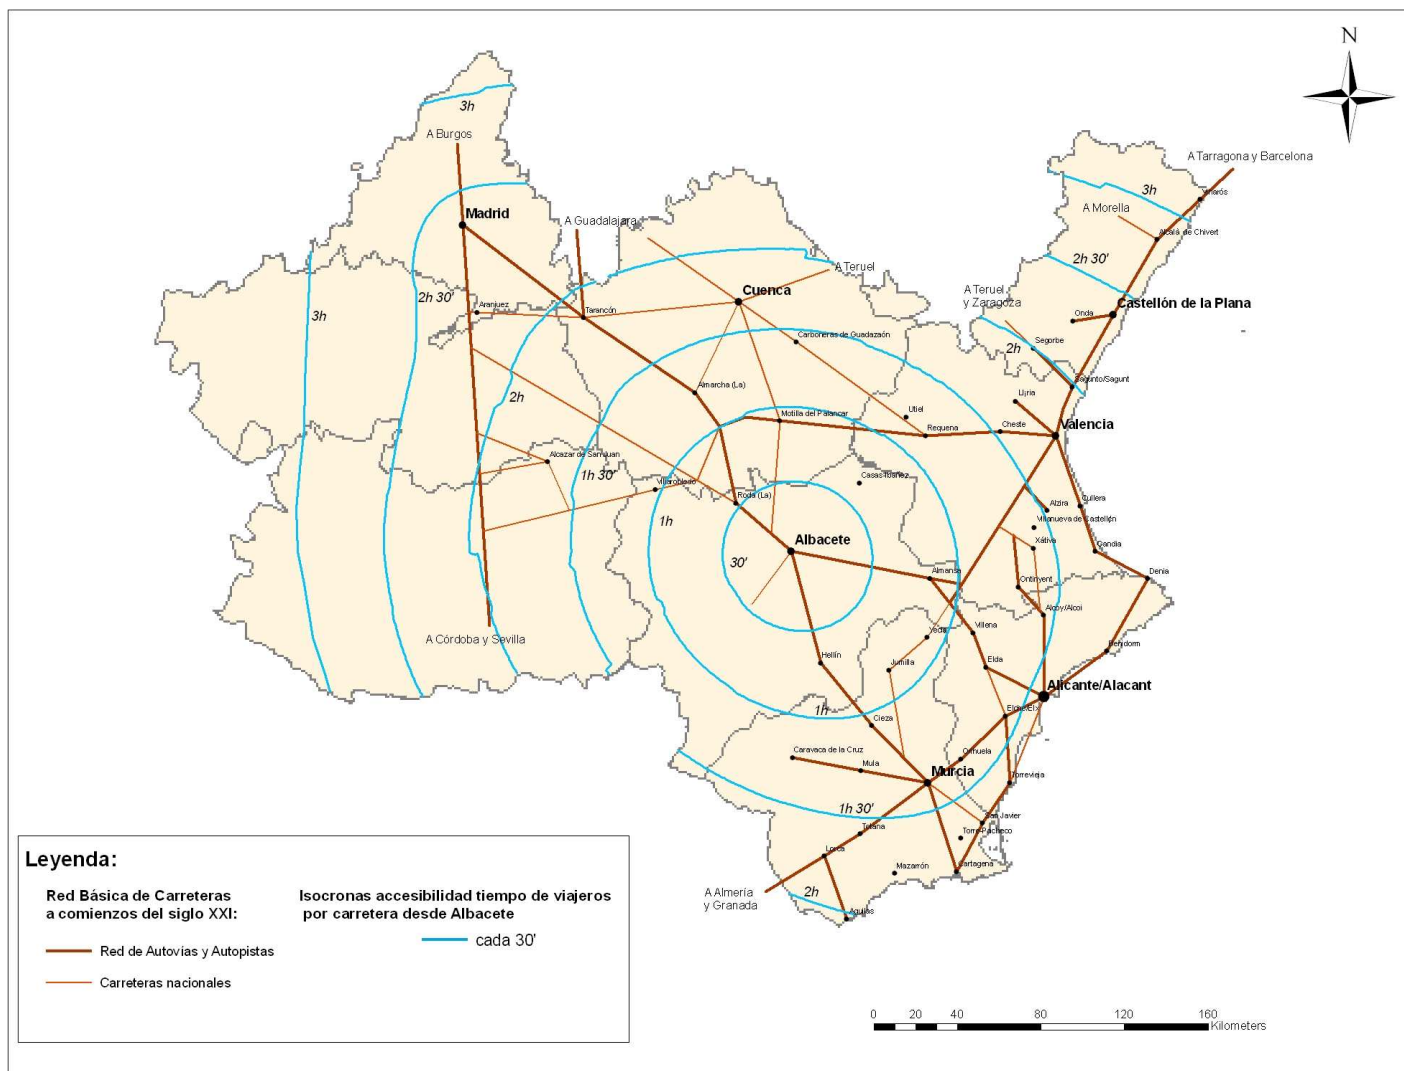 N
3h
A Burgos
A Tarragona y Barcelona
3h
Vinarós
A Morella
Madrid
A Guadalajara
Alcalá de Chivert
2h 30'
A Teruel
A Teruel
y Zaragoza
2h 30'
Cuenca
Castellón de la Plana
Aranjuez
Tarancón
Onda
3h
Carboneras de Guadazaón
Segorbe
2h
Almarcha (La)
Sagunto/Sagunt
2h
Llíria
Motilla del Palancar
Utiel
Requena
Cheste
Valencia
Alcazar de San Juan
1h 30'
Villarobledo
Casas-Ibáñez
Roda (La)
Cullera
Alzira
1h
Villanueva de Castellón
Albacete
Xátiva
Gandia
30'
Almansa
Ontinyent
Denia
Alcoy/Alcoi
A Córdoba y Sevilla
Villena
Yecla
Benidorm
Hellín
Jumilla
Elda
Alicante/Alacant
1h
Cieza
Elche/Elx
Caravaca de la Cruz
Orihuela
Mula
Murcia
Torrevieja
1h 30'
San Javier
Totana
Torre-Pacheco
Lorca
Mazarrón
Cartagena
A Almería
y Granada
2h
Aguilas
Leyenda:
Red Básica de Carreteras
a comienzos del siglo XXI:
Isocronas accesibilidad tiempo de viajeros
por carretera desde Albacete
cada 30'
Red de Autovías y Autopistas
Carreteras nacionales
0 20 40 80 120 160
Kilometers